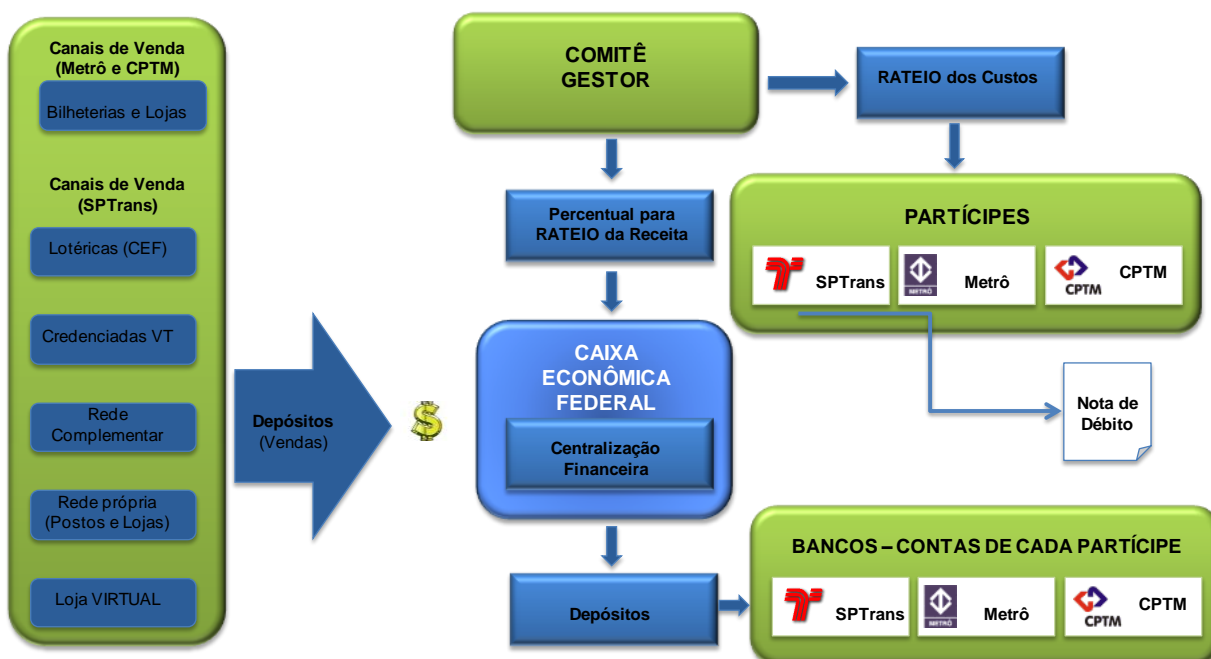 Canais de Venda
(Metrô e CPTM)
Bilheterias e Lojas
Canais de Venda
(SPTrans)
Lotéricas (CEF)
Credenciadas VT
Rede
Complementar
Rede própria
(Postos e Lojas)
Loja VIRTUAL
Depósitos
(Vendas)
$
COMITÊ
GESTOR
RATEIO dos Custos
Percentual para
RATEIO da Receita
PARTÍCIPES
SPTrans
METRÔ
Metrô
CPTM
CPTM
CAIXA
ECONÔMICA
FEDERAL
Centralização
Financeira
Nota de
Débito
Depósitos
BANCOS – CONTAS DE CADA PARTÍCIPE
SPTrans
METRÔ
Metrô
CPTM
CPTM